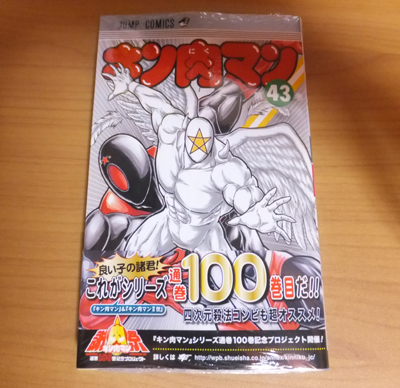 JUMP COMICS
キン肉マン
にく
43
良い子の諸君!
これがシリーズ通巻100巻目だ!!
『キン肉マン』&『キン肉マンⅡ世』
四次元殺法コンビも超オススメ!
『キン肉マン』シリーズ通巻100巻記念プロジェクト開催!
詳しくは
http://wpb.shueisha.co.jp/annex/kinniku_jp/